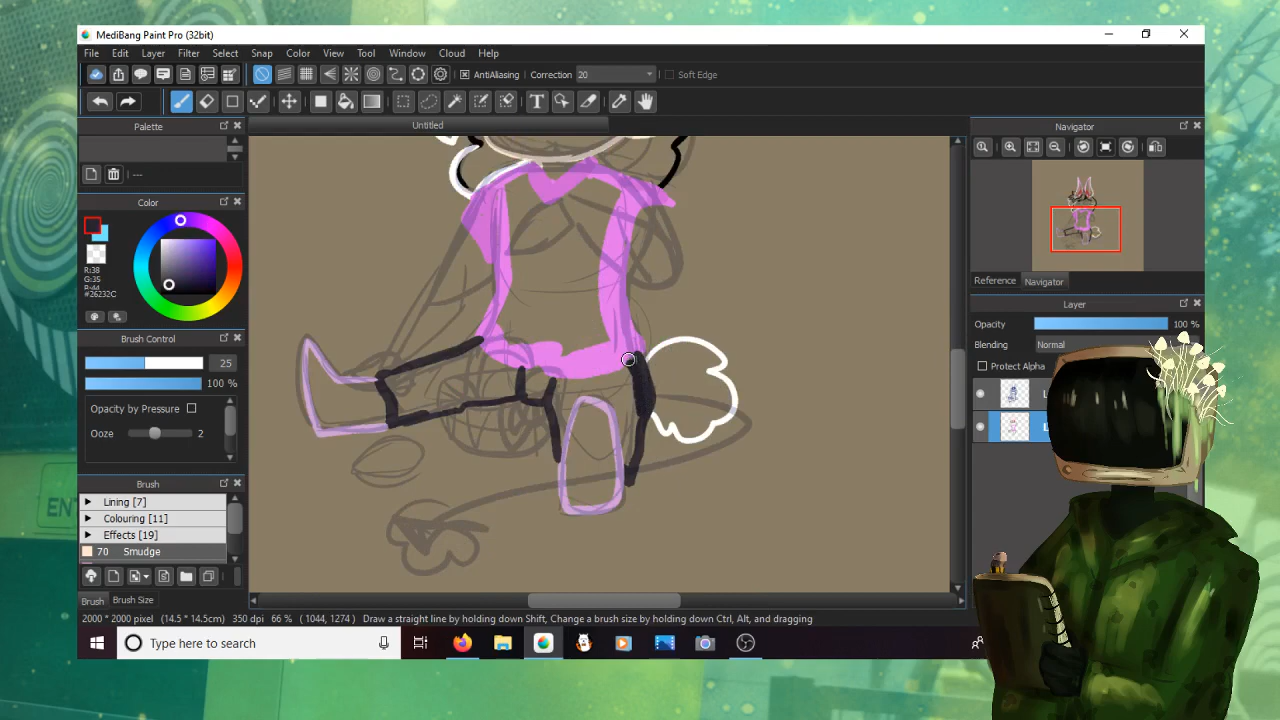 MediBang Paint Pro (32bit)
File Edit Layer Filter Select Snap Color View Tool Window Cloud Help
AntiAliasing Correction 20 Soft Edge
T
Palette
Untitled
Navigator
---
Color
R:38
G:35
B:44
#26232C
Reference Navigator
Layer
Brush Control
Opacity 100 %
25
Blending Normal
100 %
Protect Alpha
Opacity by Pressure
Ooze 2
Brush
Lining [7]
Colouring [11]
Effects [19]
70 Smudge
Brush Brush Size
2000 * 2000 pixel (14.5 * 14.5cm) 350 dpi 66 % ( 1044, 1274 ) Draw a straight line by holding down Shift, Change a brush size by holding down Ctrl, Alt, and dragging
Type here to search